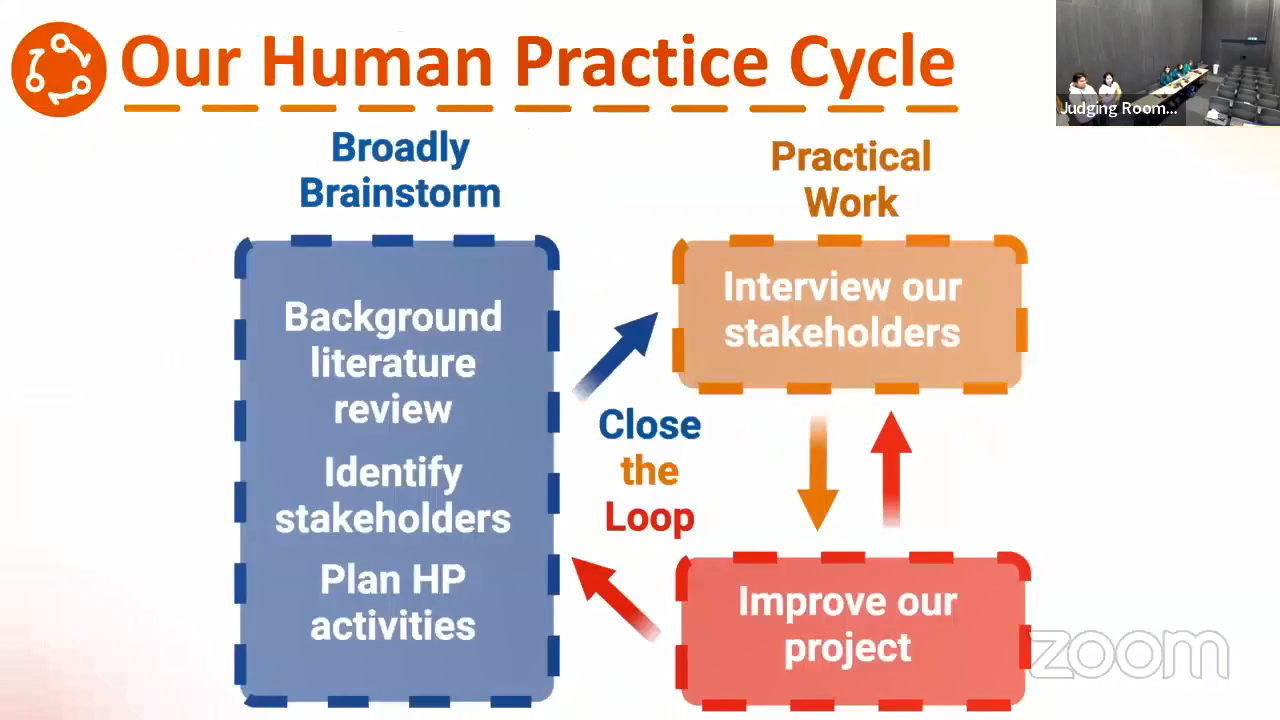 Our Human Practice Cycle
Judging Room...
Broadly
Brainstorm
Practical
Work
Background
literature
review
Identify
stakeholders
Plan HP
activities
Interview our
stakeholders
Close
the
Loop
Improve our
project
zoom